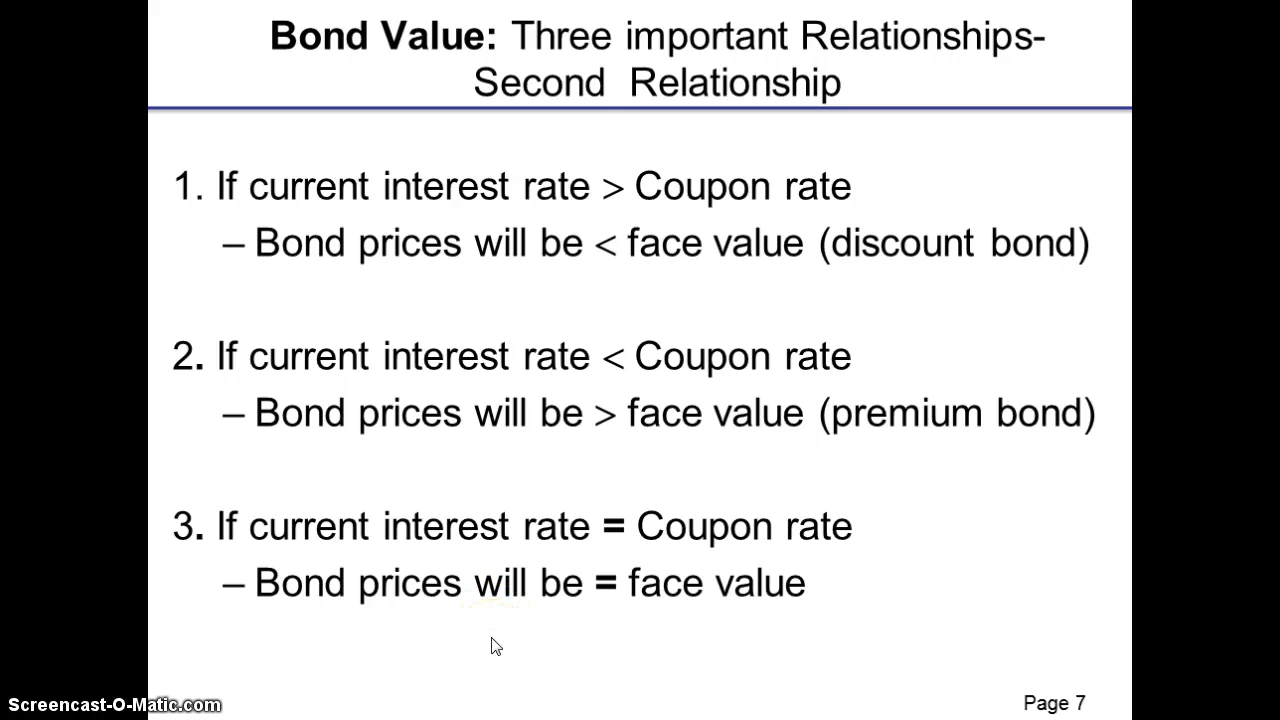 Bond Value: Three important Relationships-
Second Relationship
1. If current interest rate > Coupon rate
– Bond prices will be < face value (discount bond)
2. If current interest rate < Coupon rate
– Bond prices will be > face value (premium bond)
3. If current interest rate = Coupon rate
– Bond prices will be = face value
Screencast-O-Matic.com
Page 7